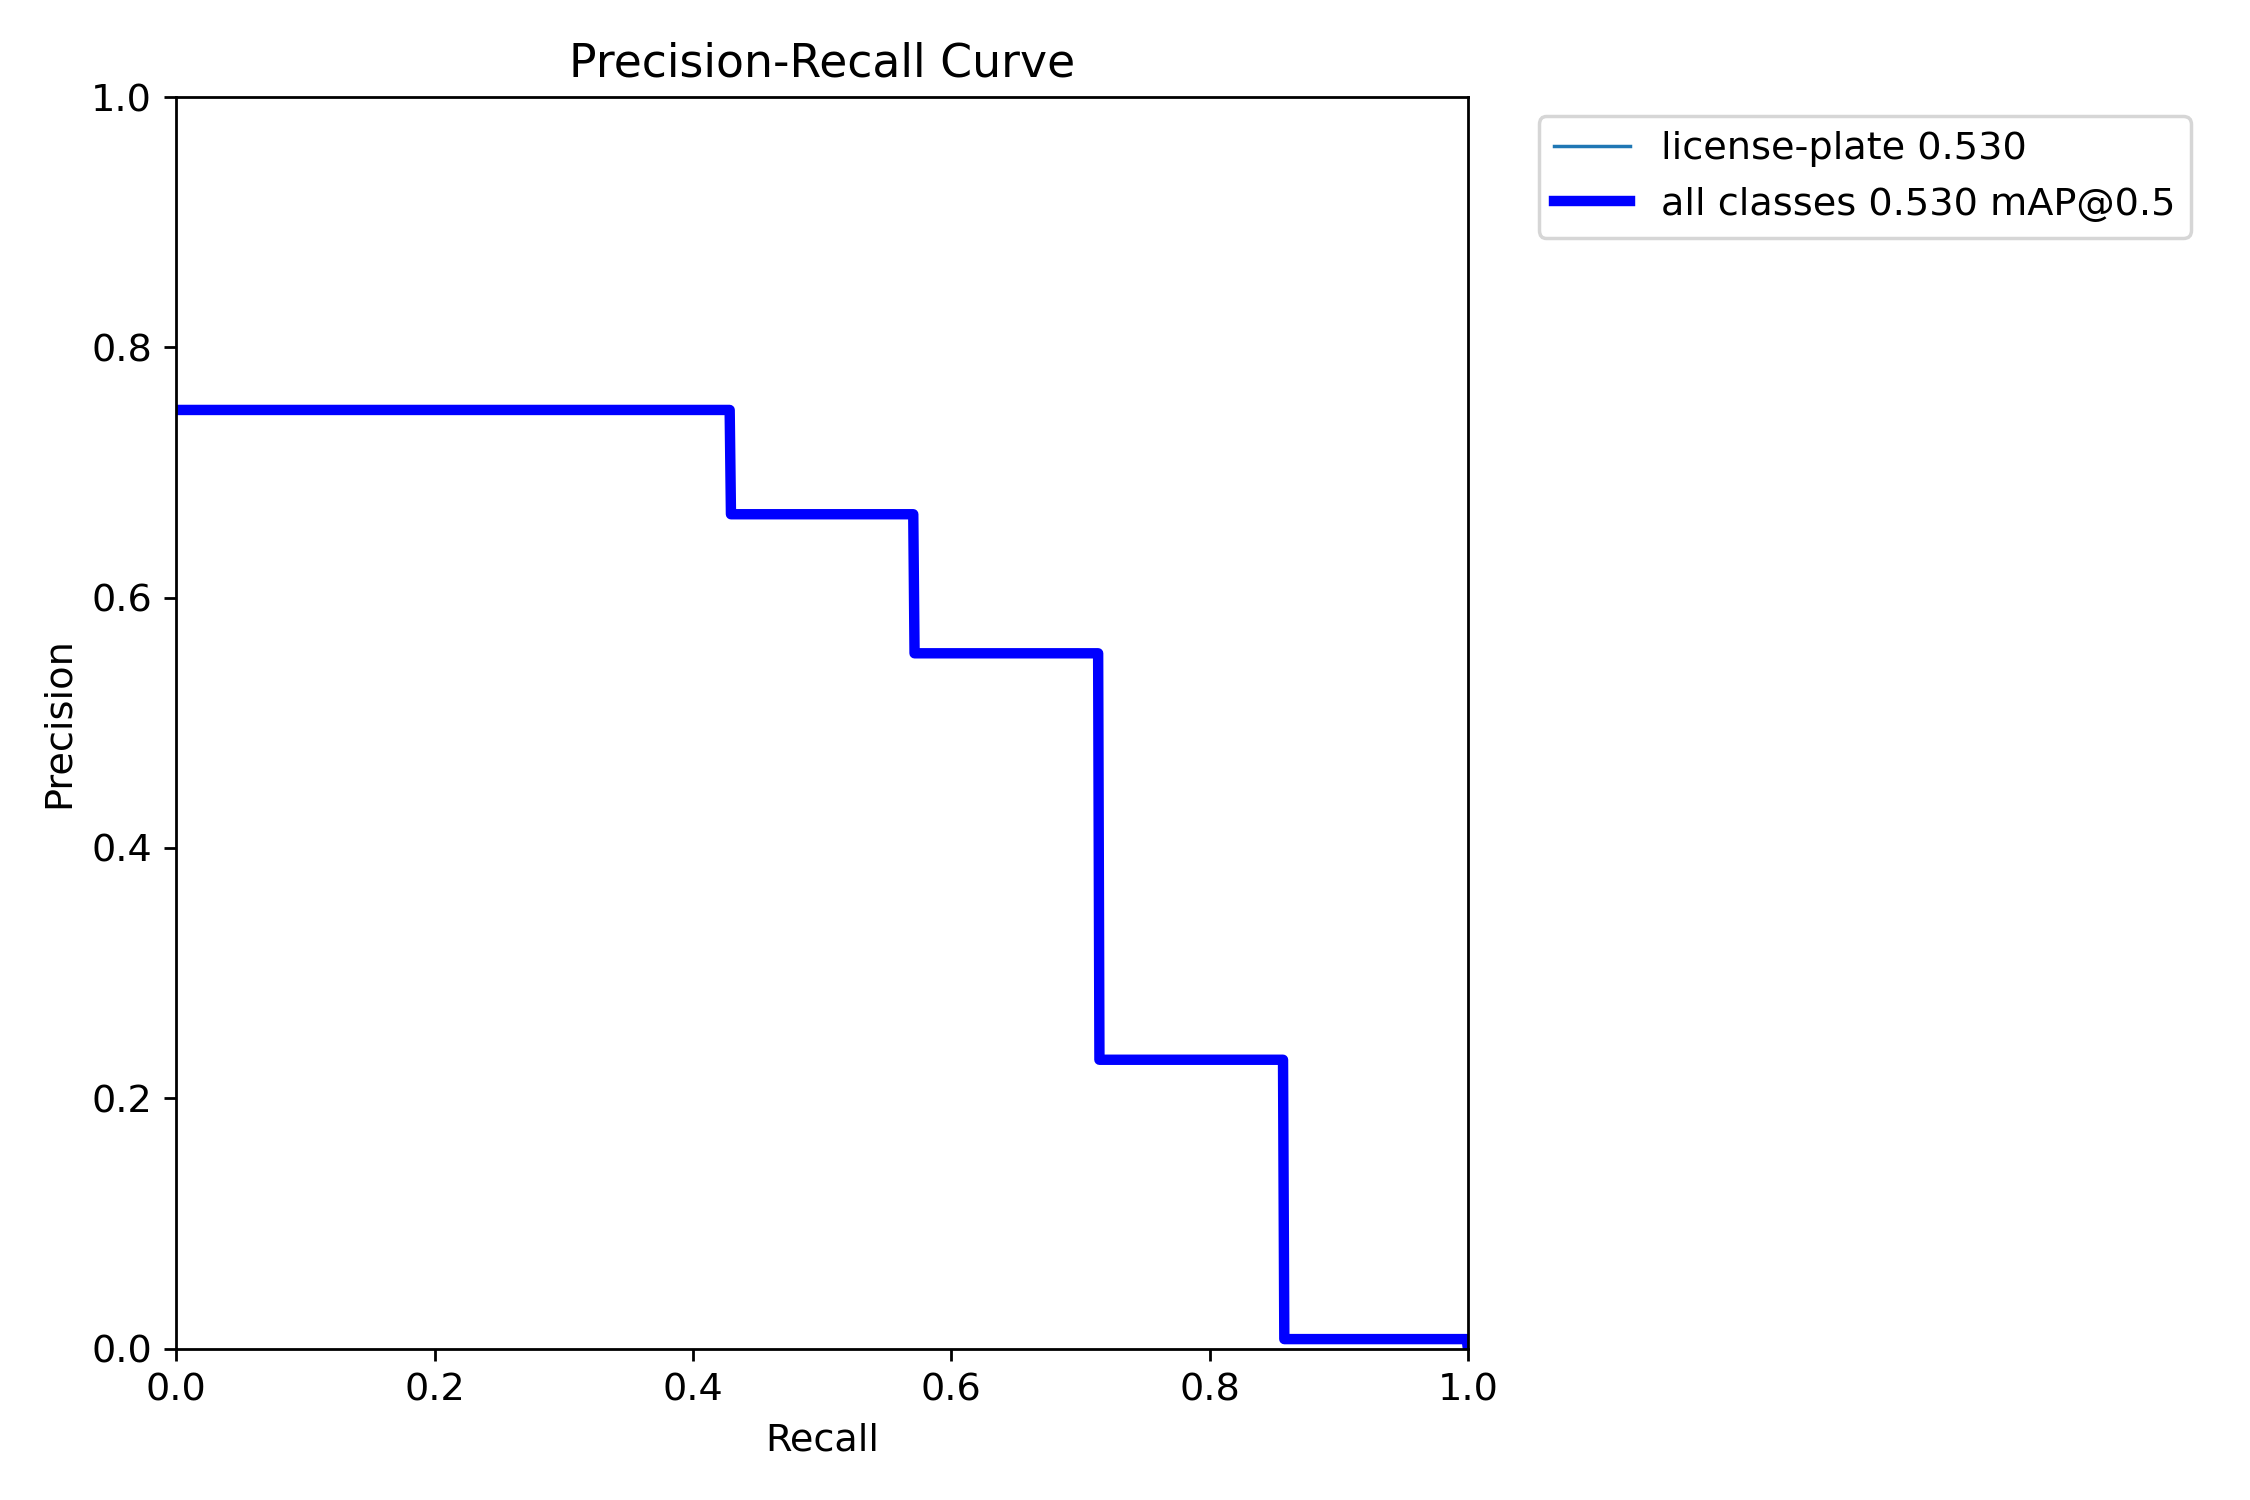 Precision-Recall Curve
1.0
0.8
0.6
0.4
0.2
0.0
Precision
0.0 0.2 0.4 0.6 0.8 1.0
Recall
license-plate 0.530
all classes 0.530 mAP@0.5